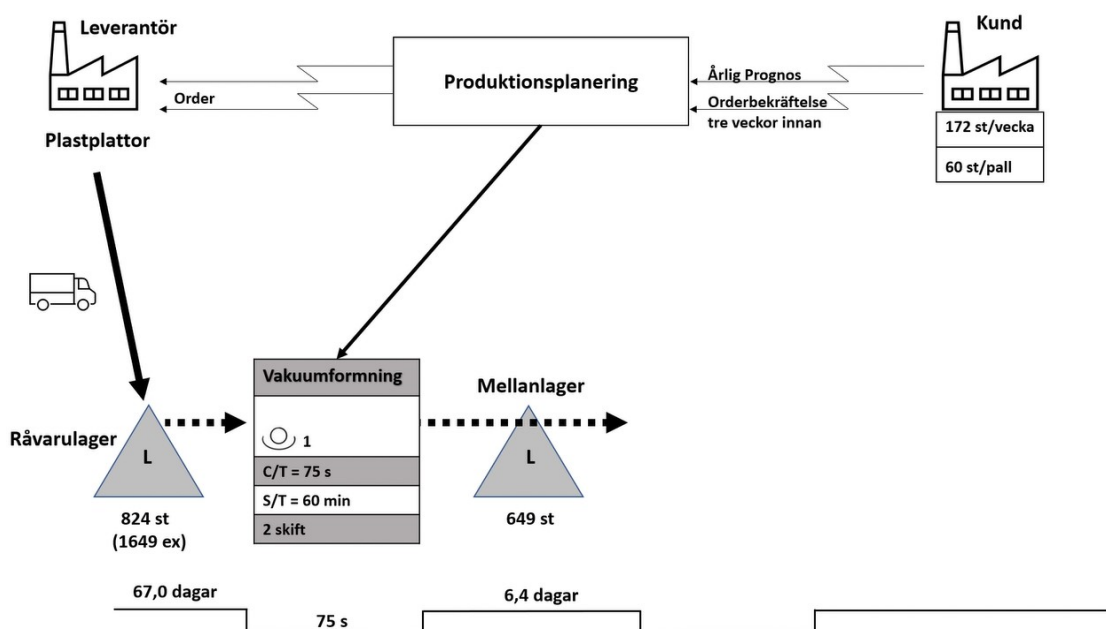 Leverantör
Kund
Produktionsplanering
Årlig Prognos
Order
Orderbekräftelse
tre veckor innan
Plastplattor
172 st/vecka
60 st/pall
Vakuumformning
Mellanlager
Råvarulager
1
L
L
C/T = 75 s
S/T = 60 min
824 st
649 st
(1649 ex)
2 skift
67,0 dagar
6,4 dagar
75 s